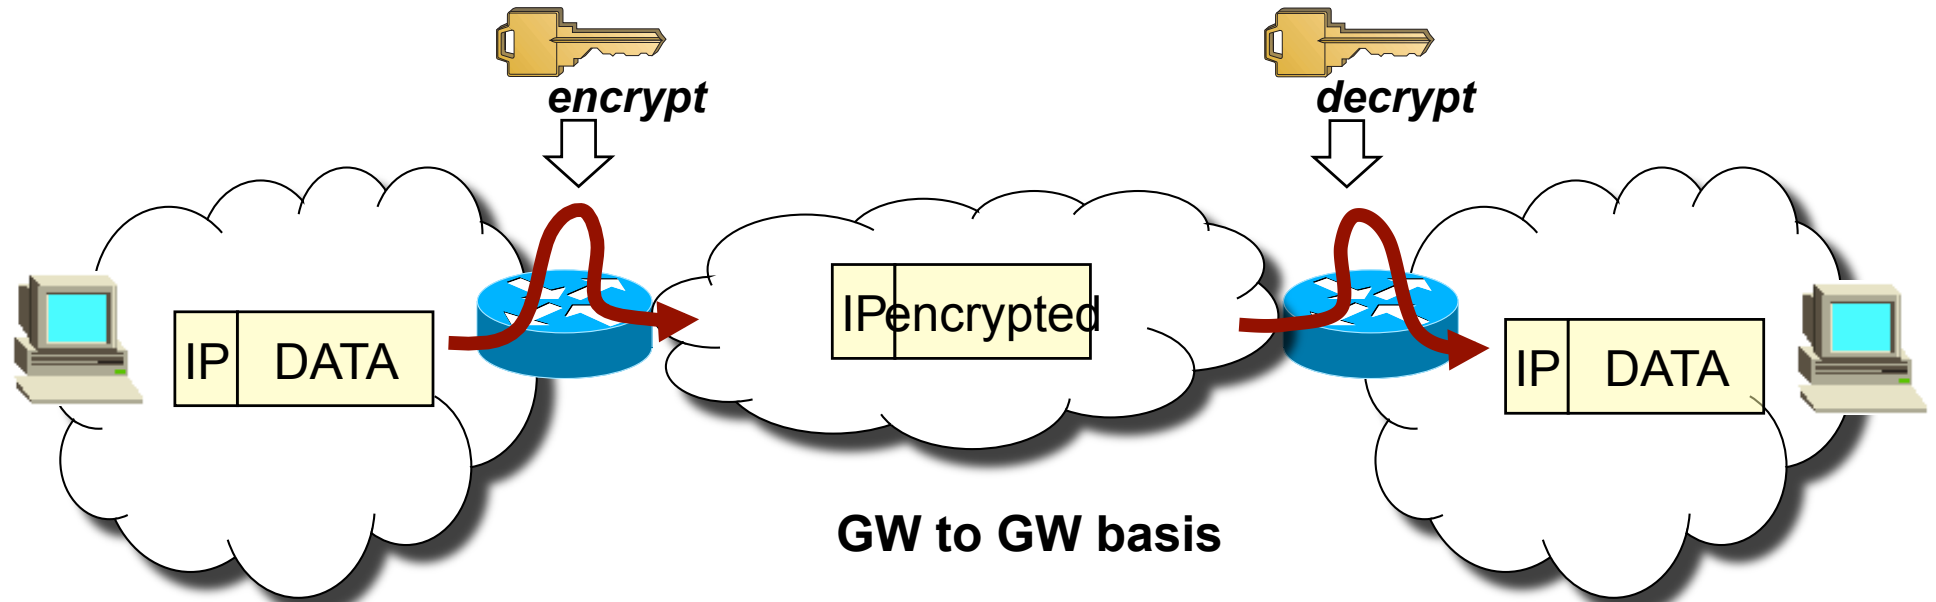 encrypt
decrypt
IP DATA
IP encrypted
IP DATA
GW to GW basis